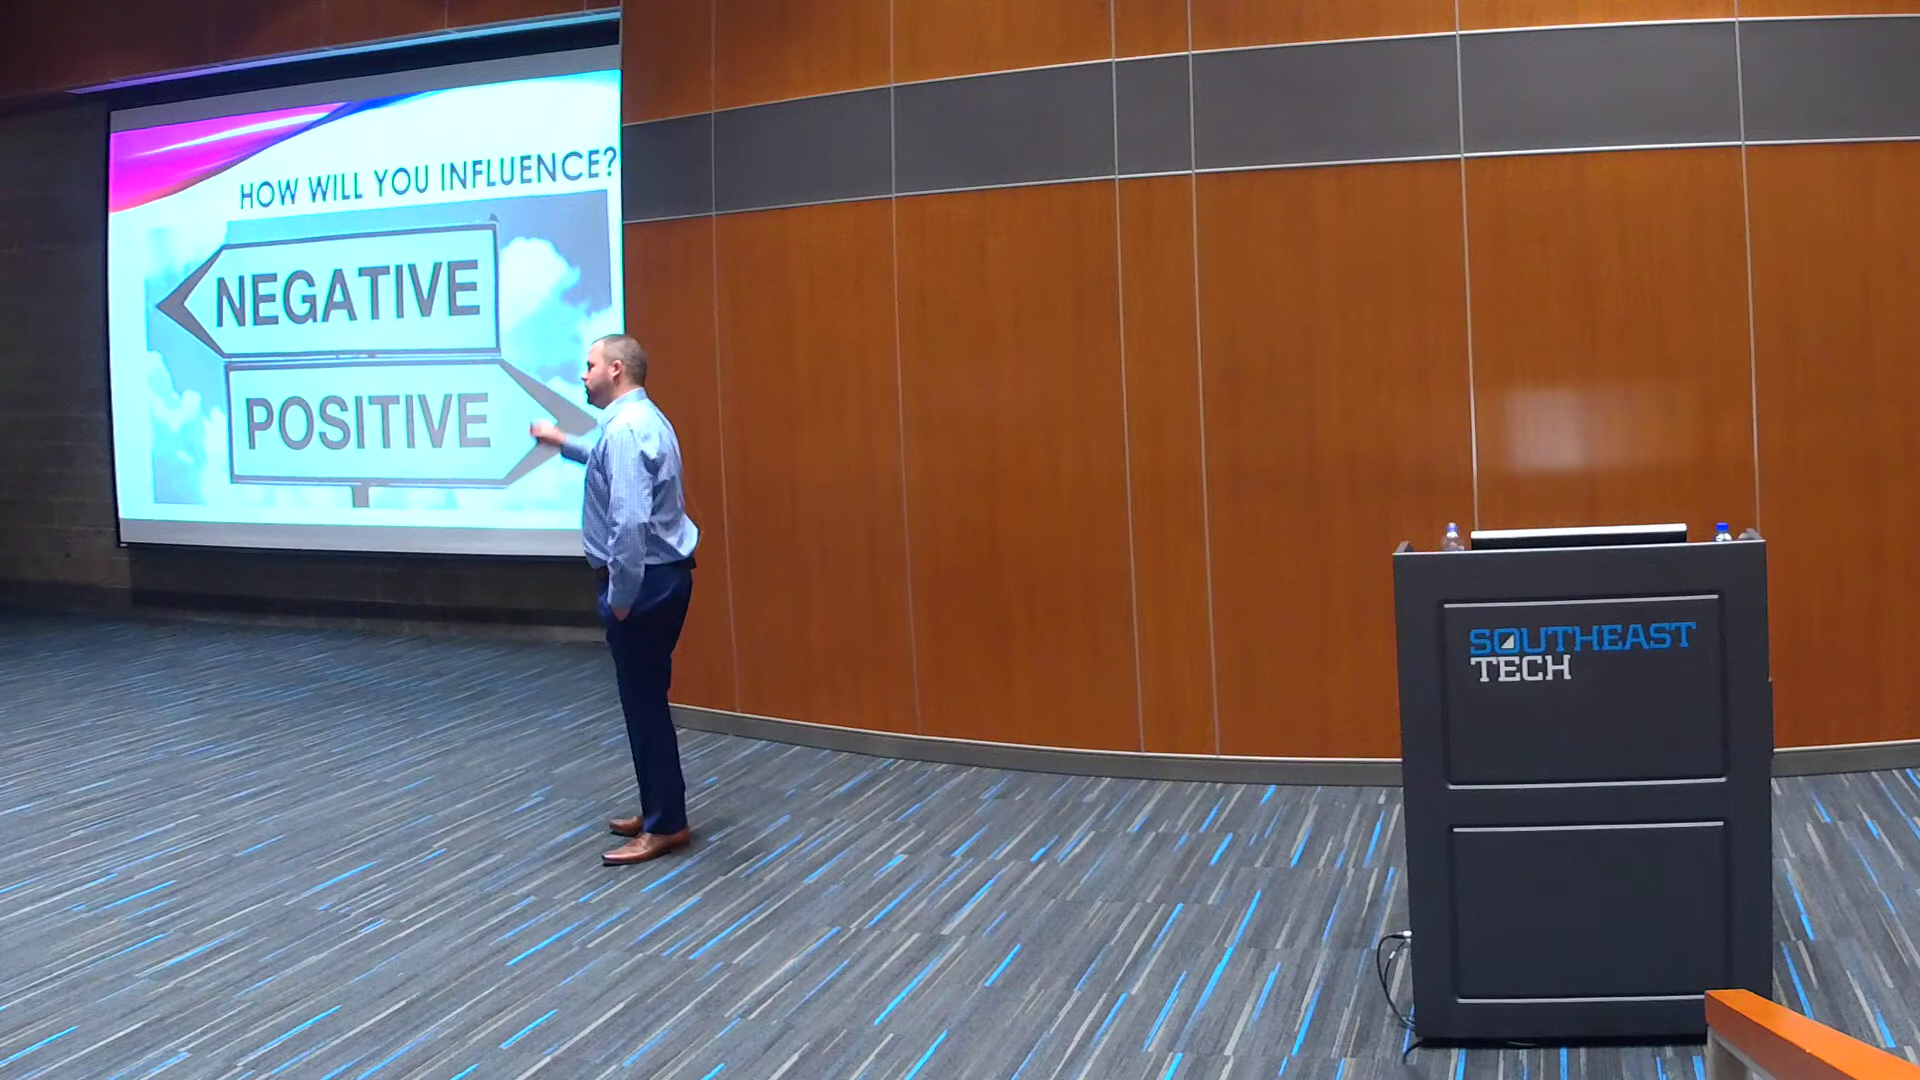 HOW WILL YOU INFLUENCE?
NEGATIVE
POSITIVE
SOUTHEAST
TECH